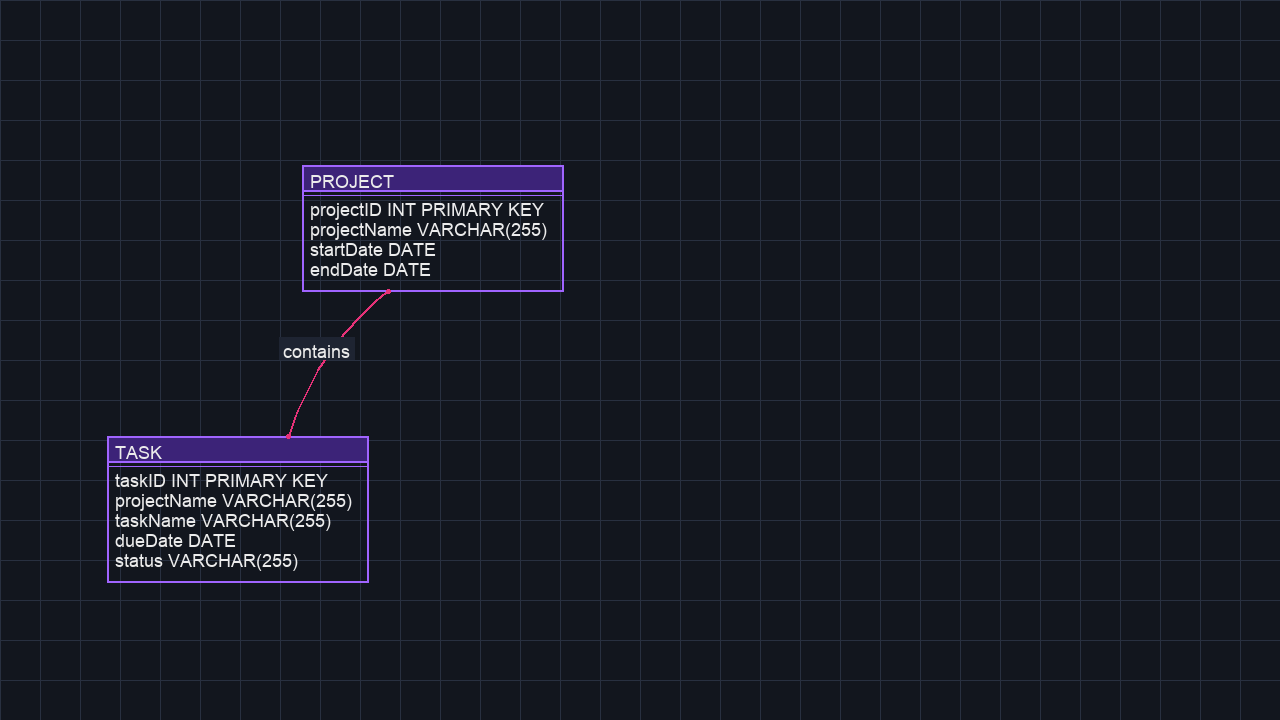 PROJECT
projectID INT PRIMARY KEY
projectName VARCHAR(255)
startDate DATE
endDate DATE
contains
TASK
taskID INT PRIMARY KEY
projectName VARCHAR(255)
taskName VARCHAR(255)
dueDate DATE
status VARCHAR(255)